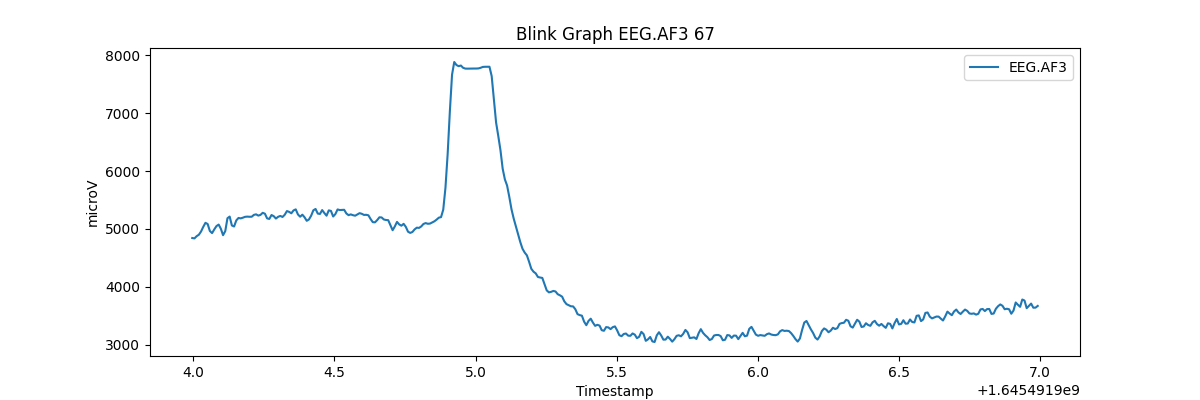 Blink Graph EEG.AF3 67
EEG.AF3
8000
7000
6000
5000
4000
3000
microV
4.0 4.5 5.0 5.5 6.0 6.5 7.0
Timestamp
+1.6454919e9